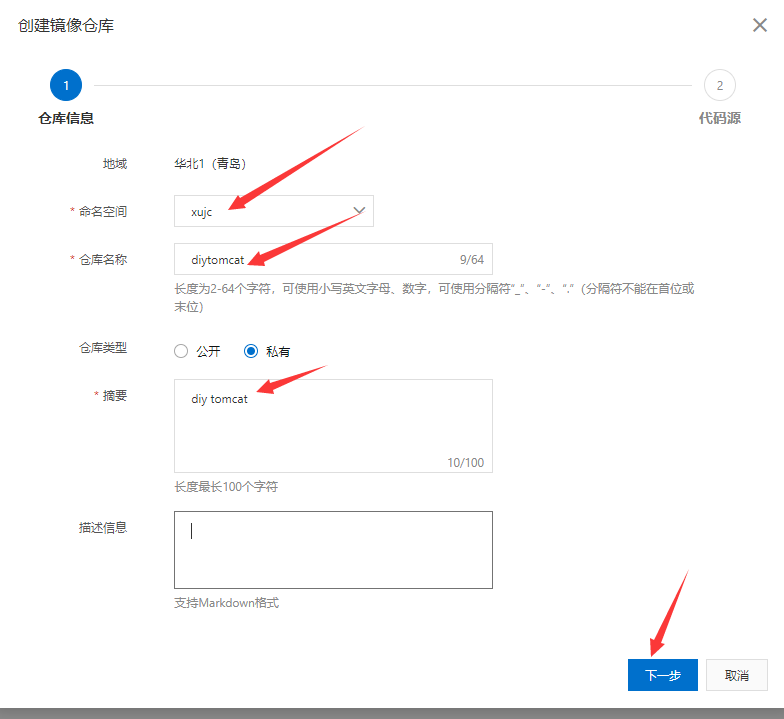 创建镜像仓库
1
2
仓库信息
代码源
地域 华北1（青岛）
* 命名空间 xujc
* 仓库名称 diytomcat 9/64
长度为2-64个字符，可使用小写英文字母、数字，可使用分隔符“_”、“-”、“.”（分隔符不能在首位或
末位）
仓库类型 公开 私有
* 摘要 diy tomcat
10/100
长度最长100个字符
描述信息
支持Markdown格式
下一步 取消